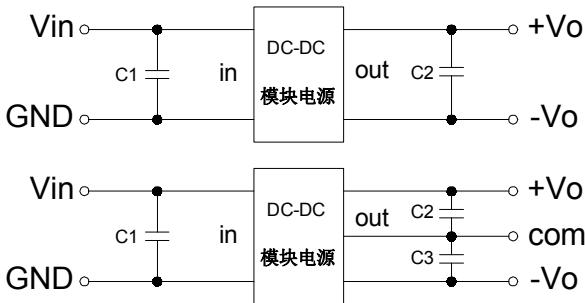 Vin
DC-DC
+Vo
C1
in
out
C2
模块电源
GND
-Vo
Vin
DC-DC
+Vo
out
C2
C1
in
com
模块电源
C3
GND
-Vo